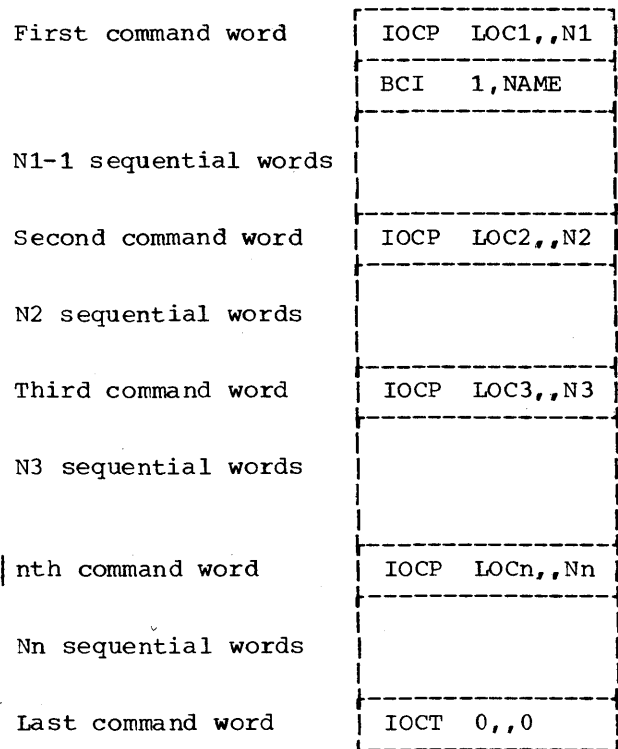 First command word IOCP LOC1,,N1
BCI 1,NAME
N1-1 sequential words
Second command word IOCP LOC2,,N2
N2 sequential words
Third command word IOCP LOC3,,N3
N3 sequential words
nth command word IOCP LOCn,,Nn
Nn sequential words
Last command word IOCT 0,,0